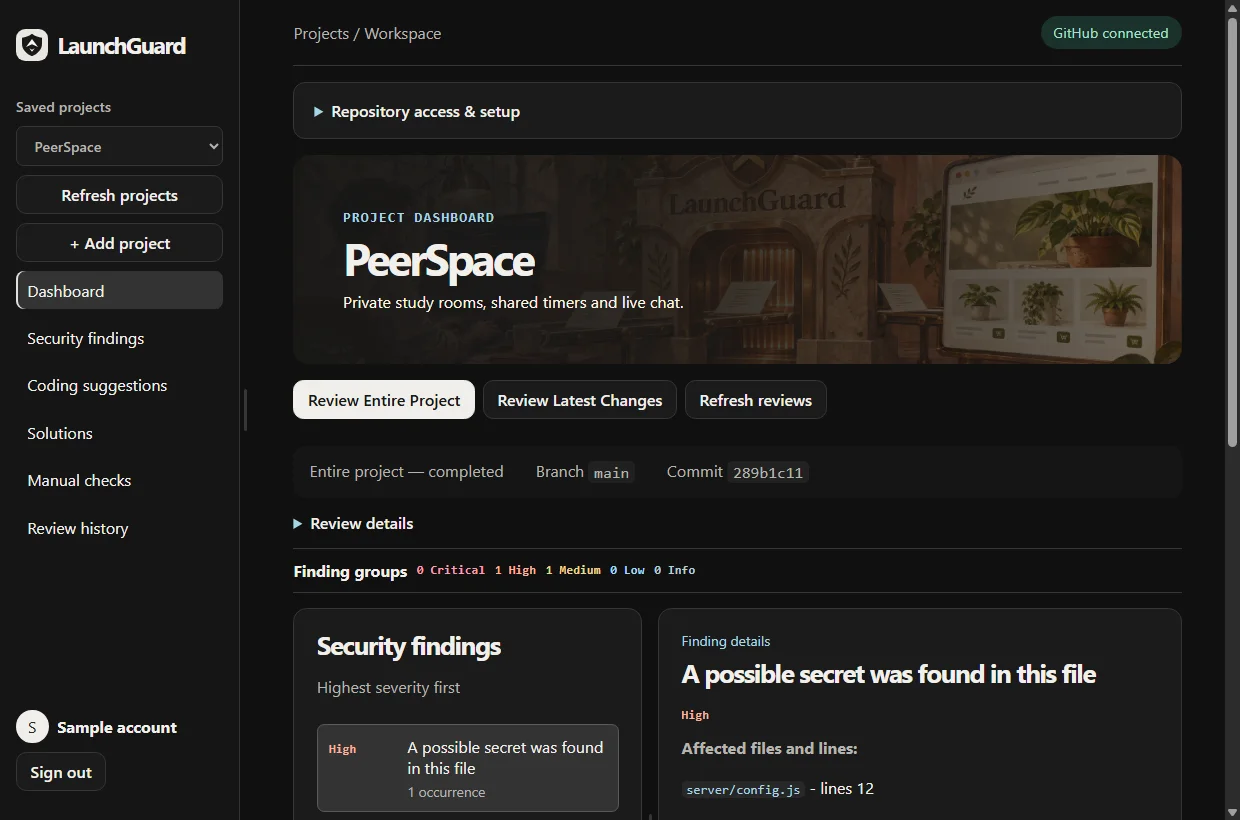 LaunchGuard
Saved projects
PeerSpace
Refresh projects
+ Add project
Dashboard
Security findings
Coding suggestions
Solutions
Manual checks
Review history
S
Sample account
Sign out
Projects / Workspace
GitHub connected
Repository access & setup
LaunchGuard
PROJECT DASHBOARD
PeerSpace
Private study rooms, shared timers and live chat.
Review Entire Project
Review Latest Changes
Refresh reviews
Entire project — completed Branch main Commit 289b1c11
Review details
Finding groups 0 Critical 1 High 1 Medium 0 Low 0 Info
Security findings
Highest severity first
High
A possible secret was found
in this file
1 occurrence
Finding details
A possible secret was found in this file
High
Affected files and lines:
server/config.js - lines 12